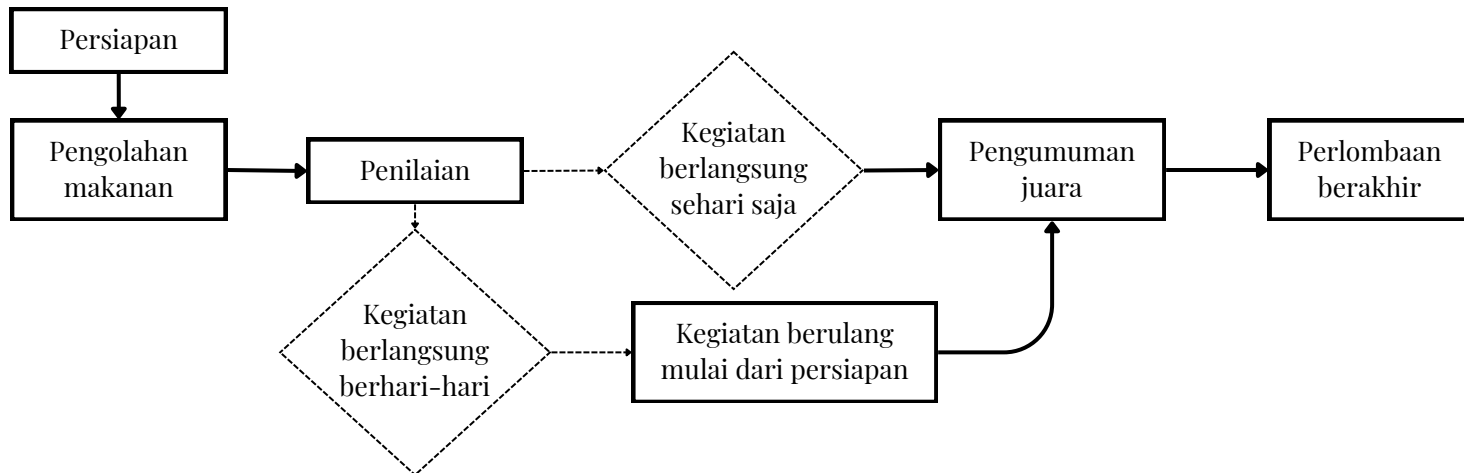 Persiapan
Pengolahan
makanan
Penilaian
Kegiatan
berlangsung
sehari saja
Pengumuman
juara
Perlombaan
berakhir
Kegiatan
berlangsung
berhari-hari
Kegiatan berulang
mulai dari persiapan